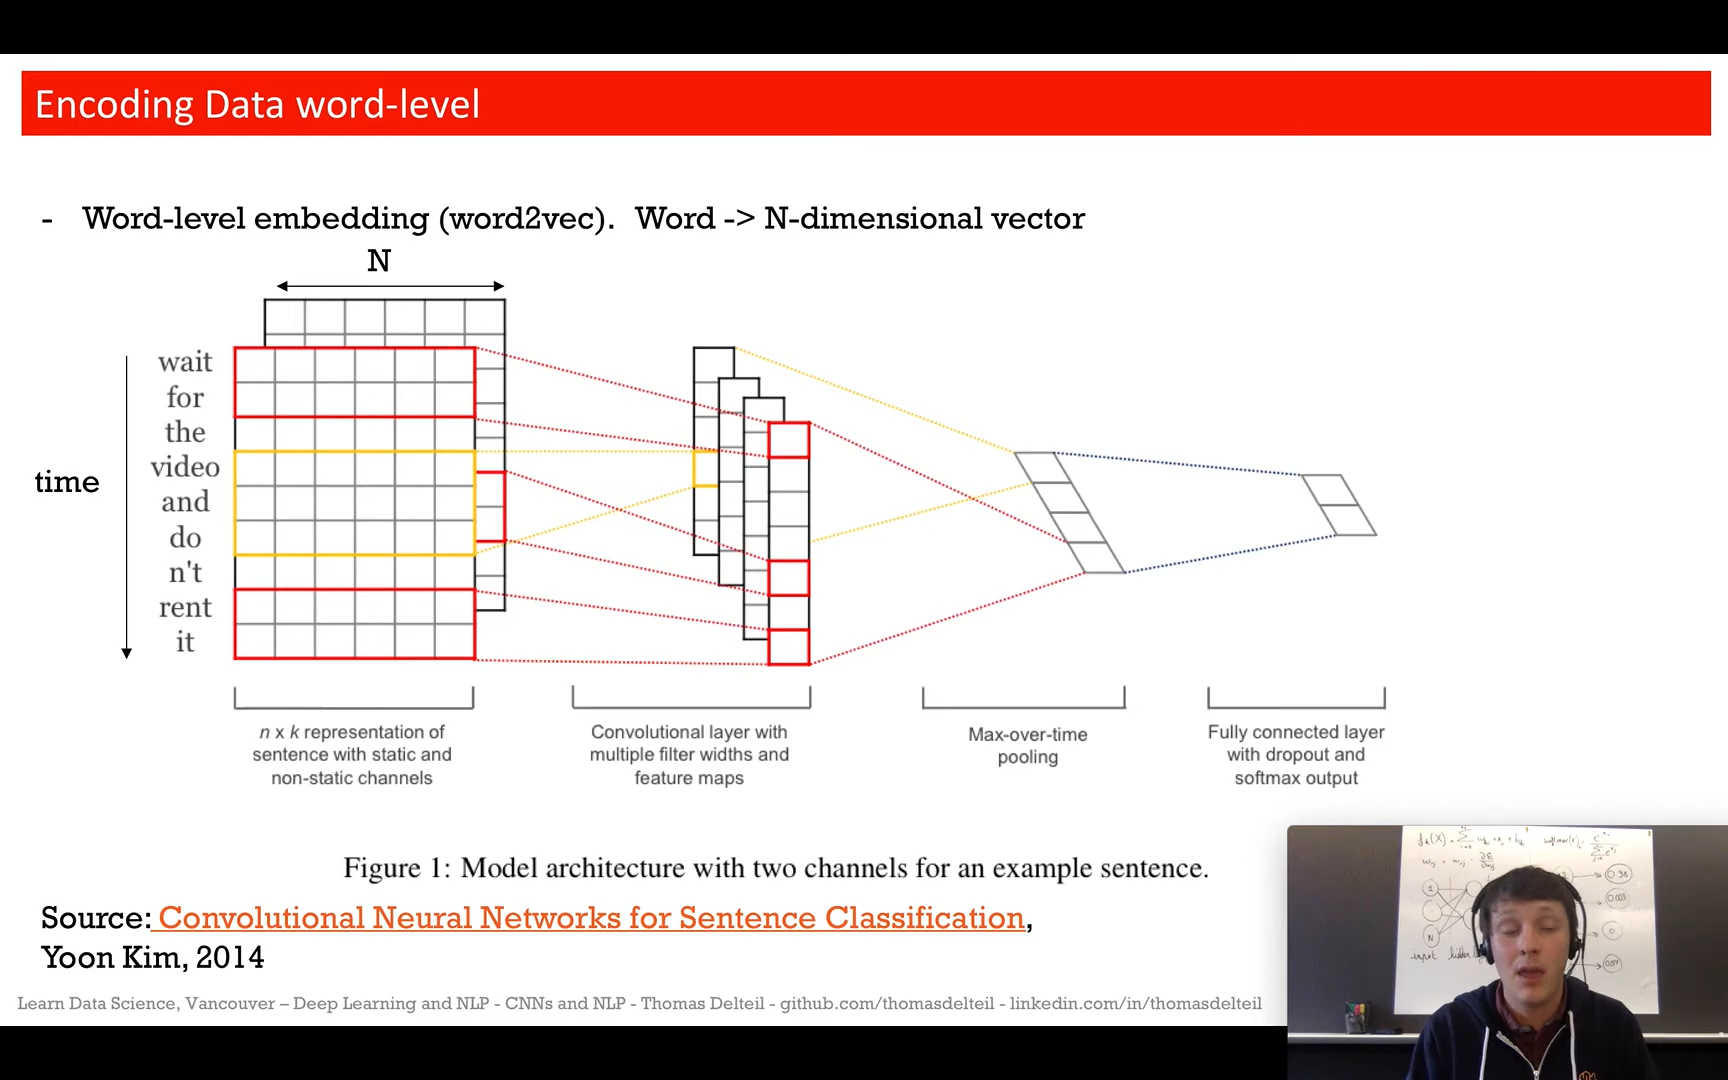 Encoding Data word-level
- Word-level embedding (word2vec). Word -> N-dimensional vector
N
time
wait
for
the
video
and
do
n't
rent
it
n x k representation of
sentence with static and
non-static channels
Convolutional layer with
multiple filter widths and
feature maps
Max-over-time
pooling
Fully connected layer
with dropout and
softmax output
Figure 1: Model architecture with two channels for an example sentence.
Source: Convolutional Neural Networks for Sentence Classification,
Yoon Kim, 2014
Learn Data Science, Vancouver – Deep Learning and NLP - CNNs and NLP - Thomas Delteil - github.com/thomasdelteil - linkedin.com/in/thomasdelteil
input